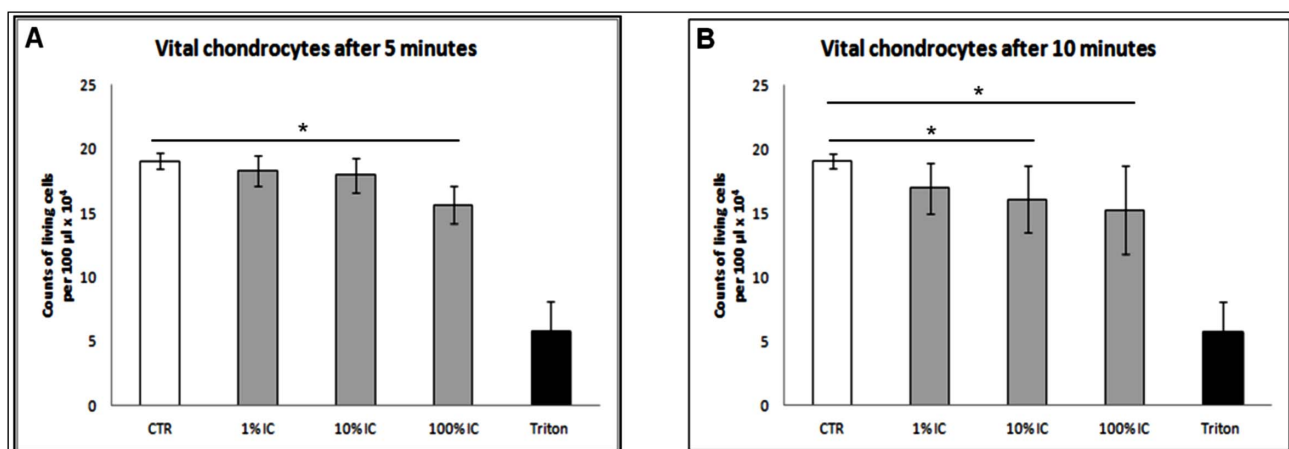 A
Vital chondrocytes after 5 minutes
Counts of living cells
per 100 µl x 10⁴
25
20
15
10
5
0
*
CTR
1% IC
10% IC
100% IC
Triton
B
Vital chondrocytes after 10 minutes
Counts of living cells
per 100 µl x 10⁴
25
20
15
10
5
0
*
*
CTR
1% IC
10% IC
100% IC
Triton